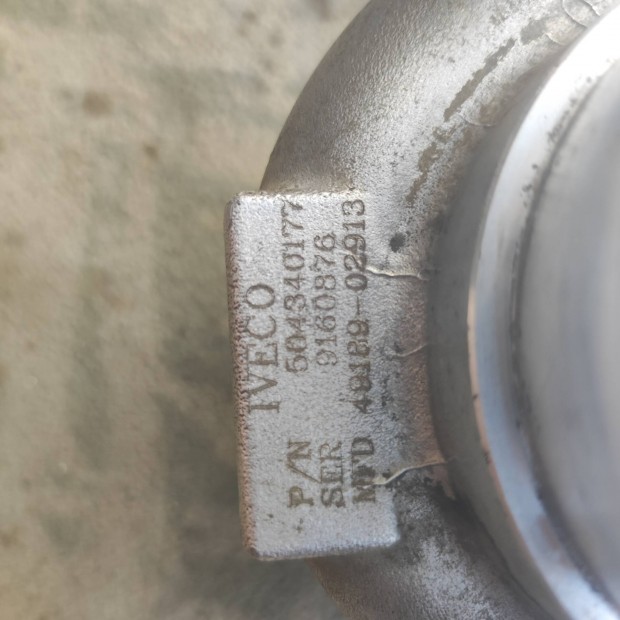 IVECO
P/N 504340177
SER 9160876
MFD 49189-02913